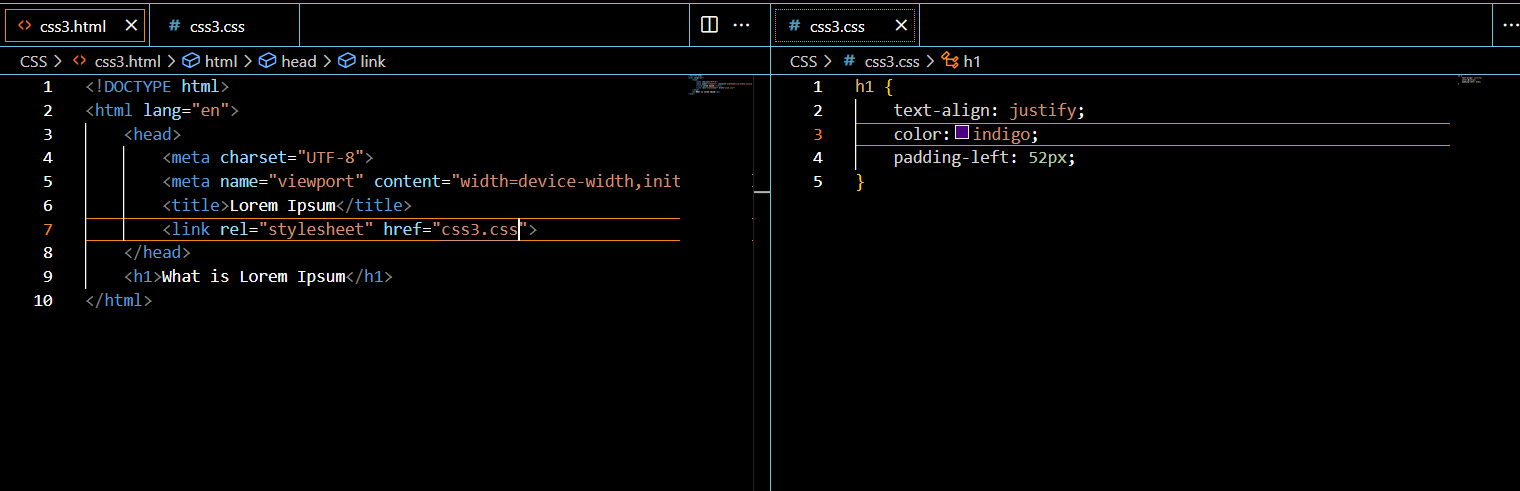 css3.html
css3.css
css3.css
CSS > css3.html > html > head > link
CSS > # css3.css > h1
1 <!DOCTYPE html>
2 <html lang="en">
3 <head>
4 <meta charset="UTF-8">
5 <meta name="viewport" content="width=device-width,init
6 <title>Lorem Ipsum</title>
7 <link rel="stylesheet" href="css3.css">
8 </head>
9 <h1>What is Lorem Ipsum</h1>
10 </html>
1 h1 {
2 text-align: justify;
3 color: indigo;
4 padding-left: 52px;
5 }